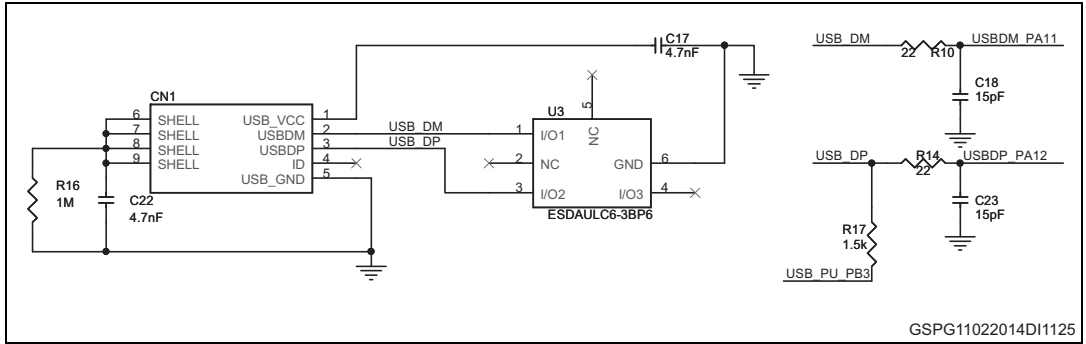 CN1
6 SHELL USB_VCC 1
7 SHELL USBDM 2
8 SHELL USBDP 3
9 SHELL ID 4
USB_GND 5
R16
1M
C22
4.7nF
USB_DM
USB_DP
C17
4.7nF
U3
5
NC
1 I/O1
2 NC GND 6
3 I/O2 I/O3 4
ESDAULC6-3BP6
USB_DM 22 R10 USBDM_PA11
C18
15pF
USB_DP R14 USBDP_PA12
22
C23
15pF
R17
1.5k
USB_PU_PB3
GSPG11022014DI1125